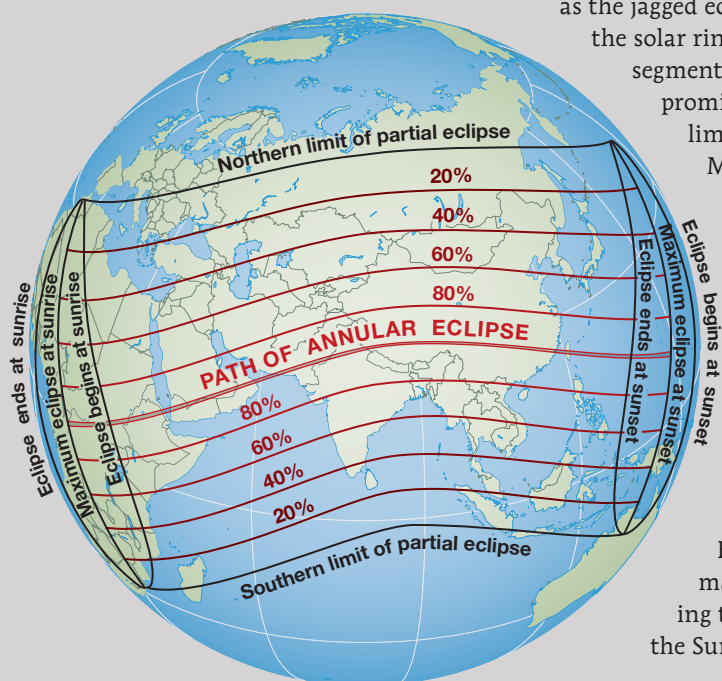 as the jagged ed
the solar rin
segment
promi
lim
M
Northern limit of partial eclipse
20%
40%
60%
80%
PATH OF ANNULAR ECLIPSE
80%
60%
40%
20%
Southern limit of partial eclipse
Eclipse ends at sunrise
Maximum eclipse at sunrise
Eclipse begins at sunrise
Eclipse ends at sunset
Maximum eclipse at sunset
Eclipse begins at sunset
ma
ing t
the Sur